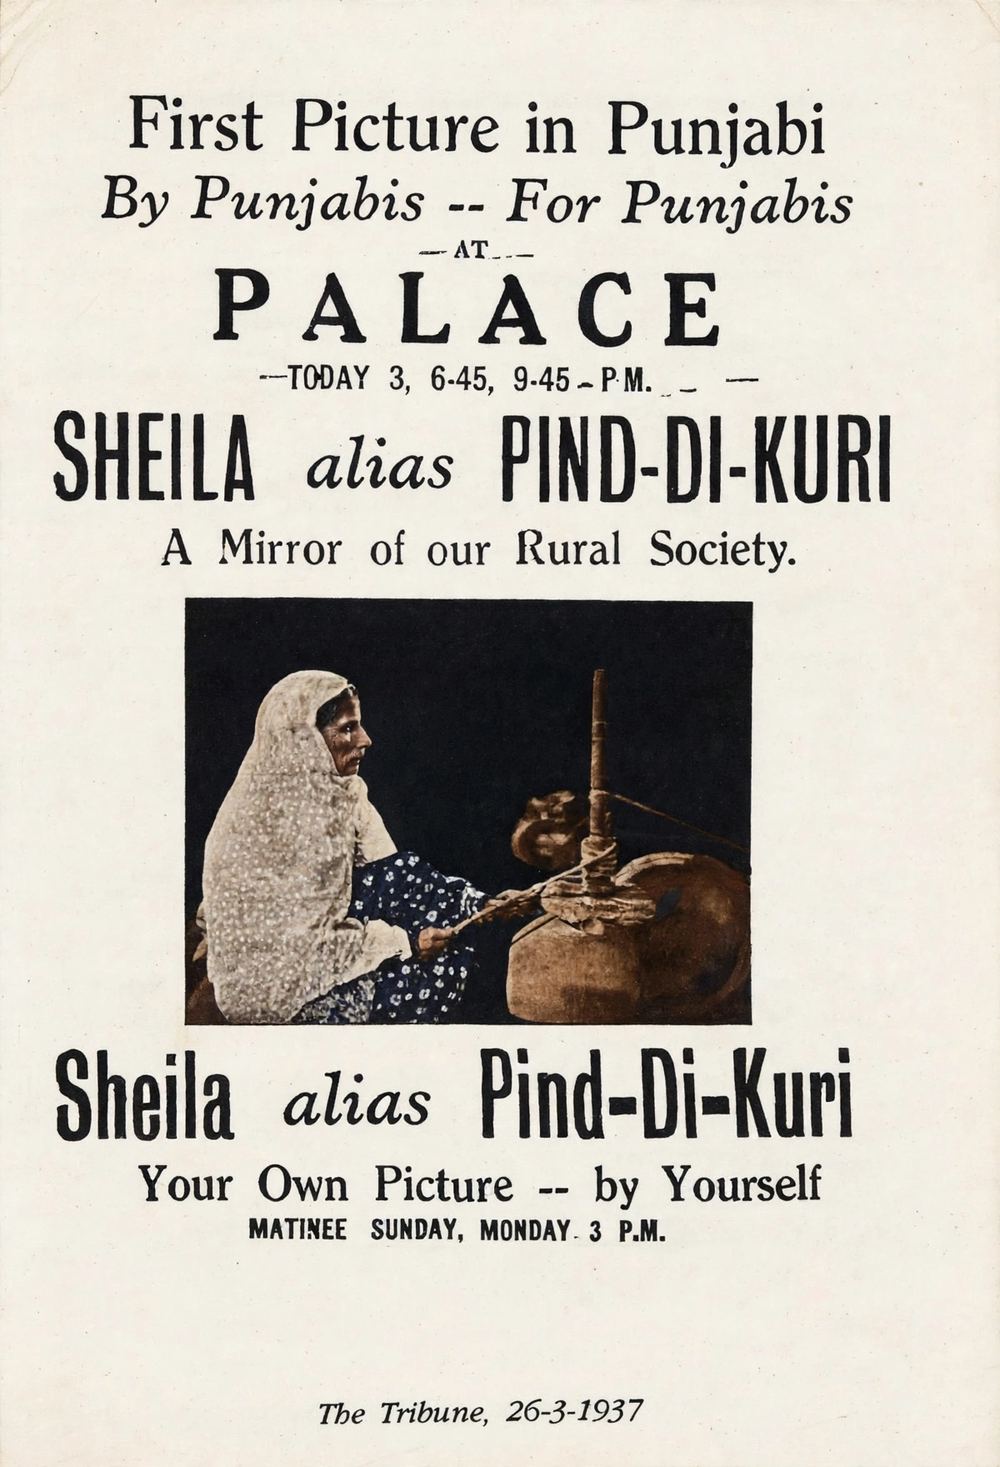 First Picture in Punjabi
By Punjabis -- For Punjabis
— AT —
PALACE
—TODAY 3, 6-45, 9-45 - P.M. —
SHEILA alias PIND-DI-KURI
A Mirror of our Rural Society.
Sheila alias Pind-Di-Kuri
Your Own Picture -- by Yourself
MATINEE SUNDAY, MONDAY 3 P.M.
The Tribune, 26-3-1937